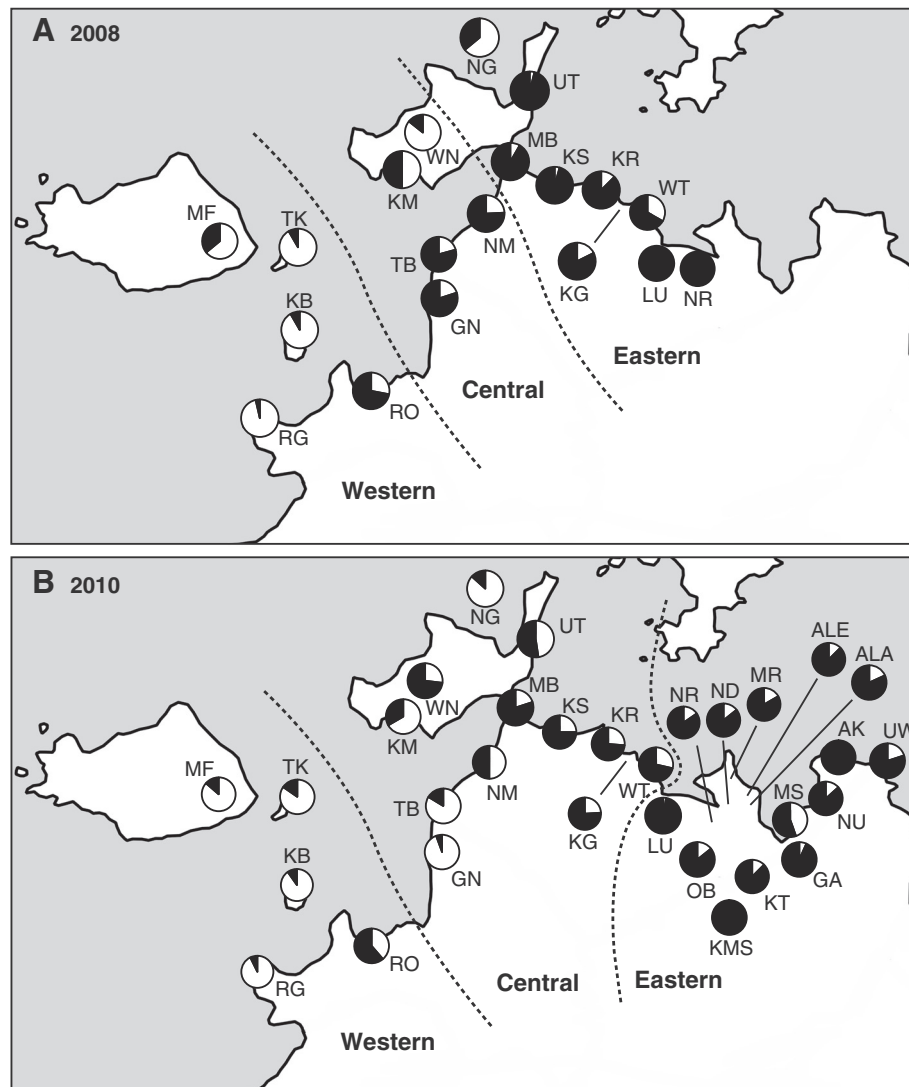 A 2008
NG
UT
WN
MB
KS
KR
KM
WT
MF
TK
NM
TB
KG
LU
NR
KB
GN
Eastern
Central
RO
RG
Western
B 2010
NG
UT
ALE
ALA
WN
MB
KS
KR
NR
ND
MR
KM
AK
UW
MF
TK
NM
WT
MS
TB
KG
NU
LU
KB
GN
OB
KT
GA
KMS
RO
RG
Central
Eastern
Western